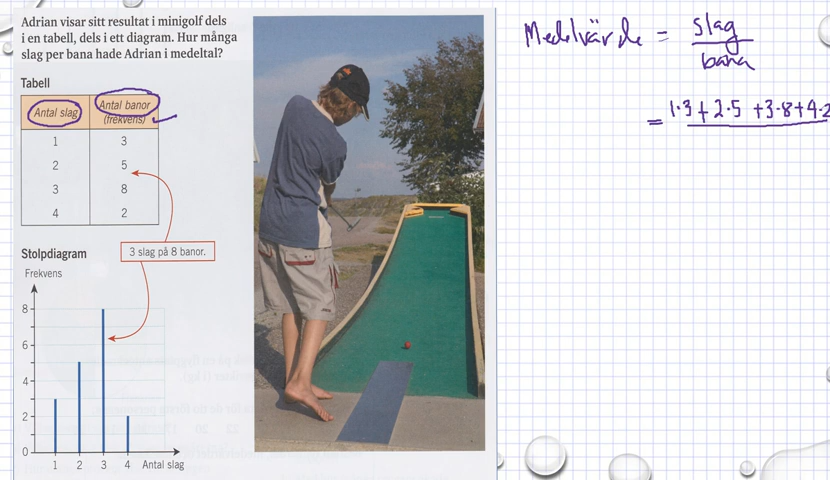 Adrian visar sitt resultat i minigolf dels
i en tabell, dels i ett diagram. Hur många
slag per bana hade Adrian i medeltal?
Tabell
Antal slag Antal banor
(frekvens)
1 3
2 5
3 8
4 2
3 slag på 8 banor.
Stolpdiagram
Frekvens
8
6
4
2
0
1 2 3 4 Antal slag
Medelvärde = slag
bana
= 1·3+2·5+3·8+4·2